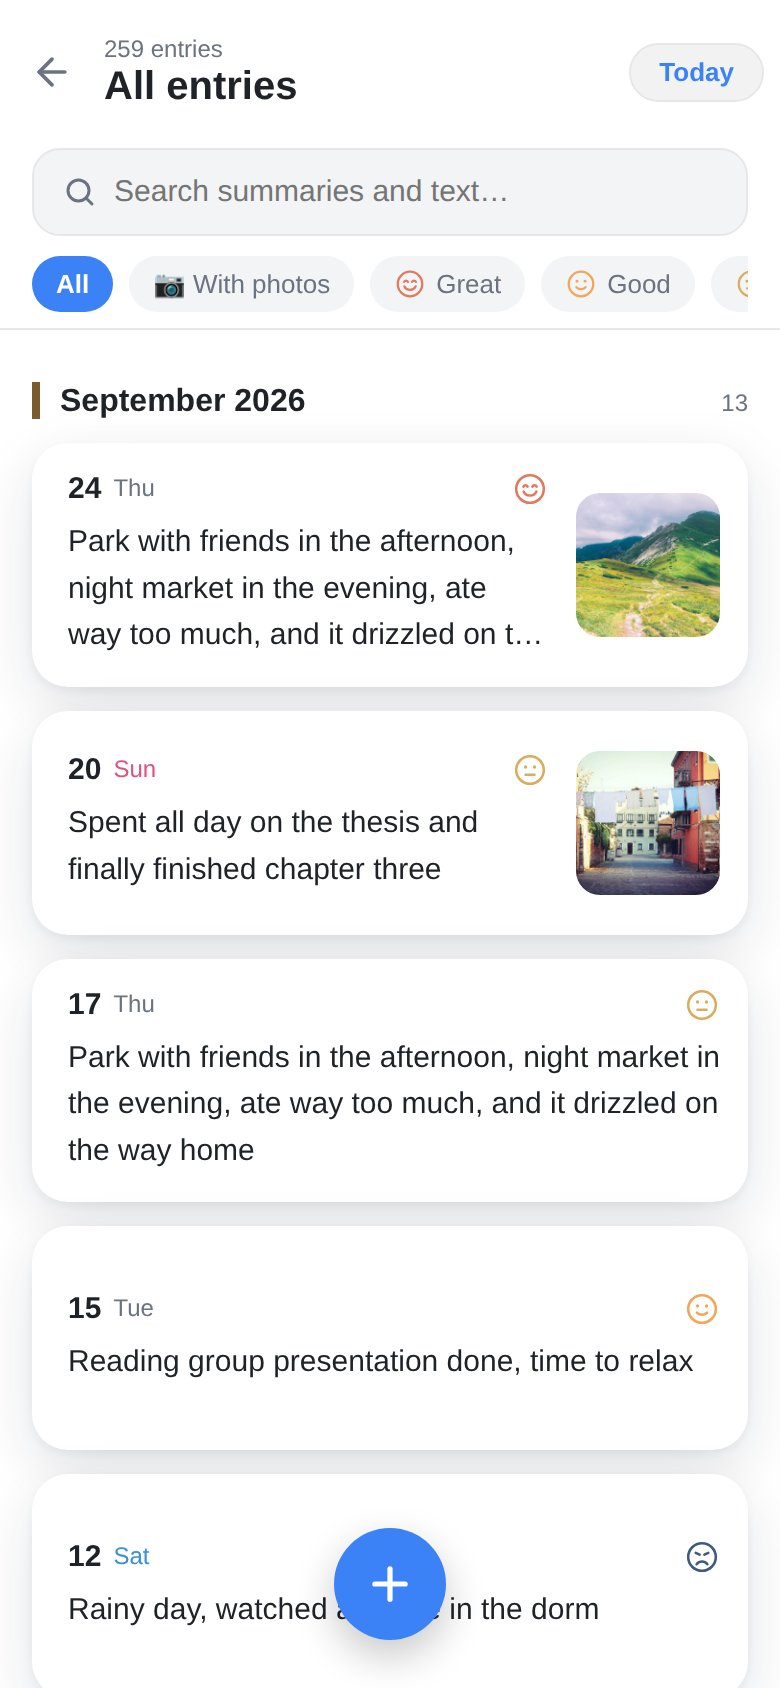 259 entries
All entries
Today
Search summaries and text…
All
With photos
Great
Good
September 2026
13
24 Thu
Park with friends in the afternoon,
night market in the evening, ate
way too much, and it drizzled on t…
20 Sun
Spent all day on the thesis and
finally finished chapter three
17 Thu
Park with friends in the afternoon, night market in
the evening, ate way too much, and it drizzled on
the way home
15 Tue
Reading group presentation done, time to relax
12 Sat
Rainy day, watched in the dorm